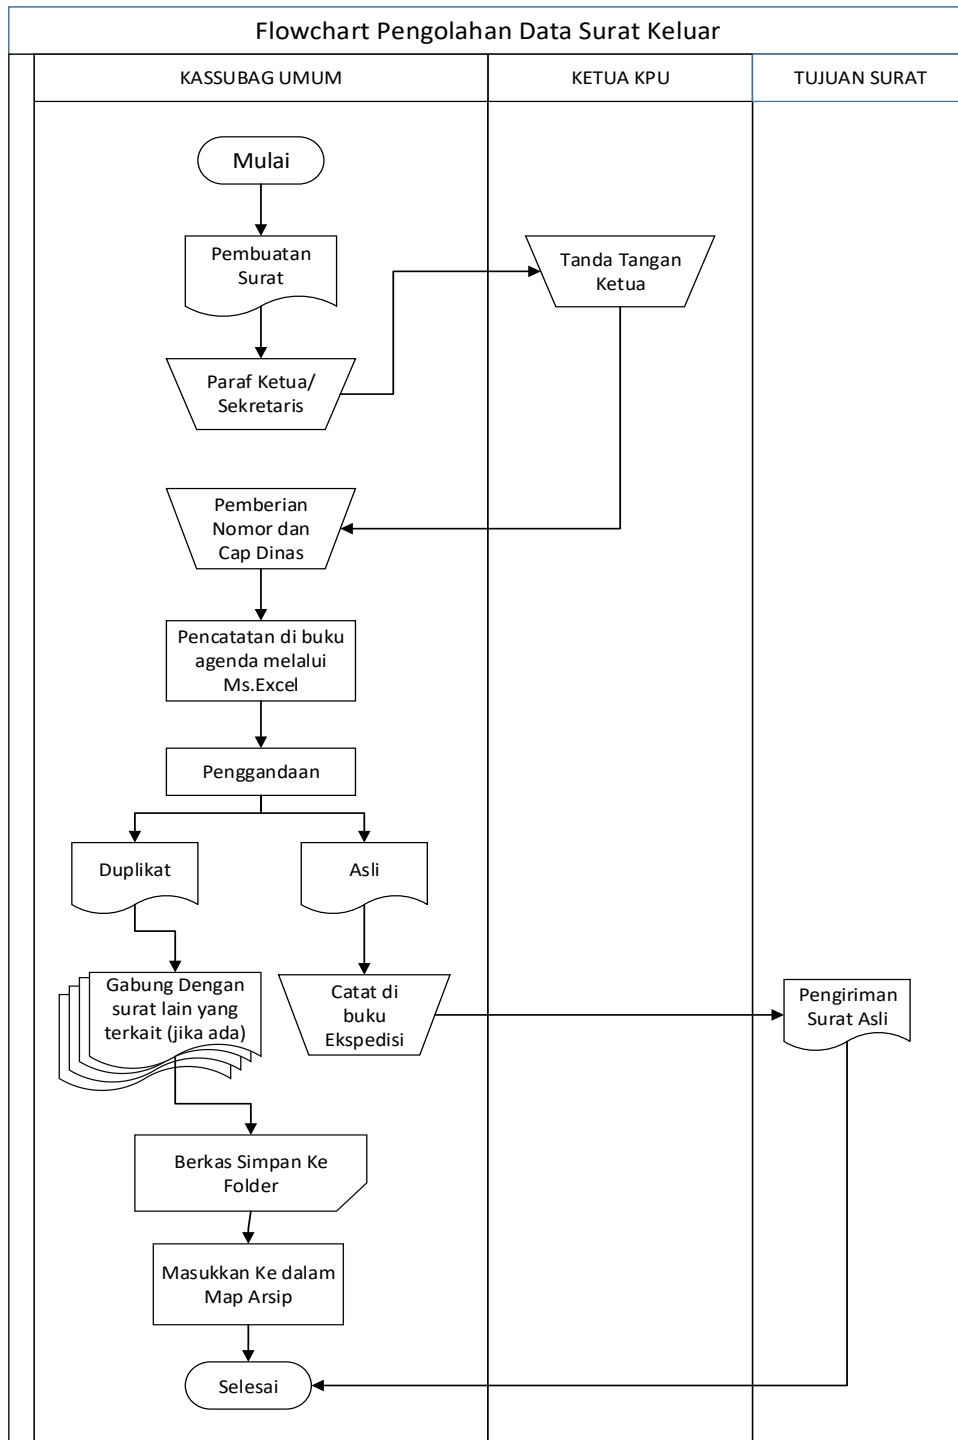 Flowchart Pengolahan Data Surat Keluar
KASSUBAG UMUM
KETUA KPU
TUJUAN SURAT
Mulai
Pembuatan
Surat
Tanda Tangan
Ketua
Paraf Ketua/
Sekretaris
Pemberian
Nomor dan
Cap Dinas
Pencatatan di buku
agenda melalui
Ms.Excel
Penggandaan
Duplikat
Asli
Gabung Dengan
surat lain yang
terkait (jika ada)
Catat di
buku
Ekspedisi
Pengiriman
Surat Asli
Berkas Simpan Ke
Folder
Masukkan Ke dalam
Map Arsip
Selesai